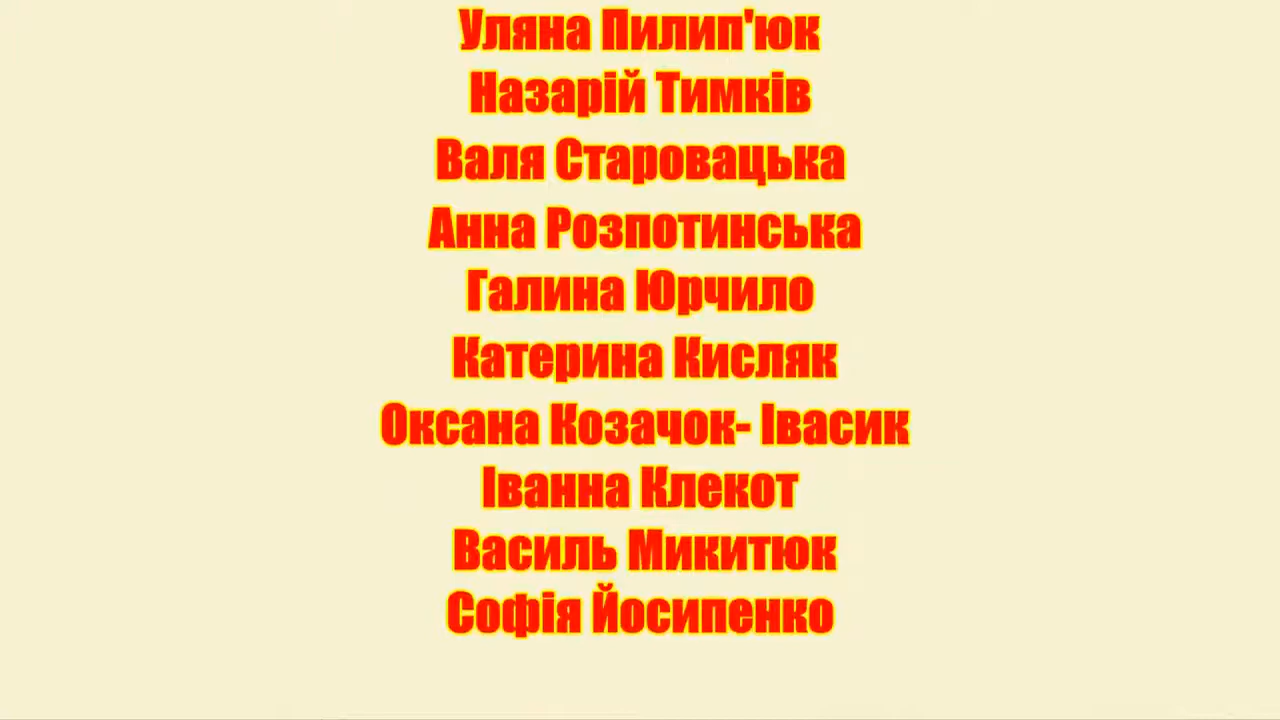 Уляна Пилип'юк
Назарій Тимків
Валя Старовацька
Анна Розпотинська
Галина Юрчило
Катерина Кисляк
Оксана Козачок- Івасик
Іванна Клекот
Василь Микитюк
Софія Йосипенко